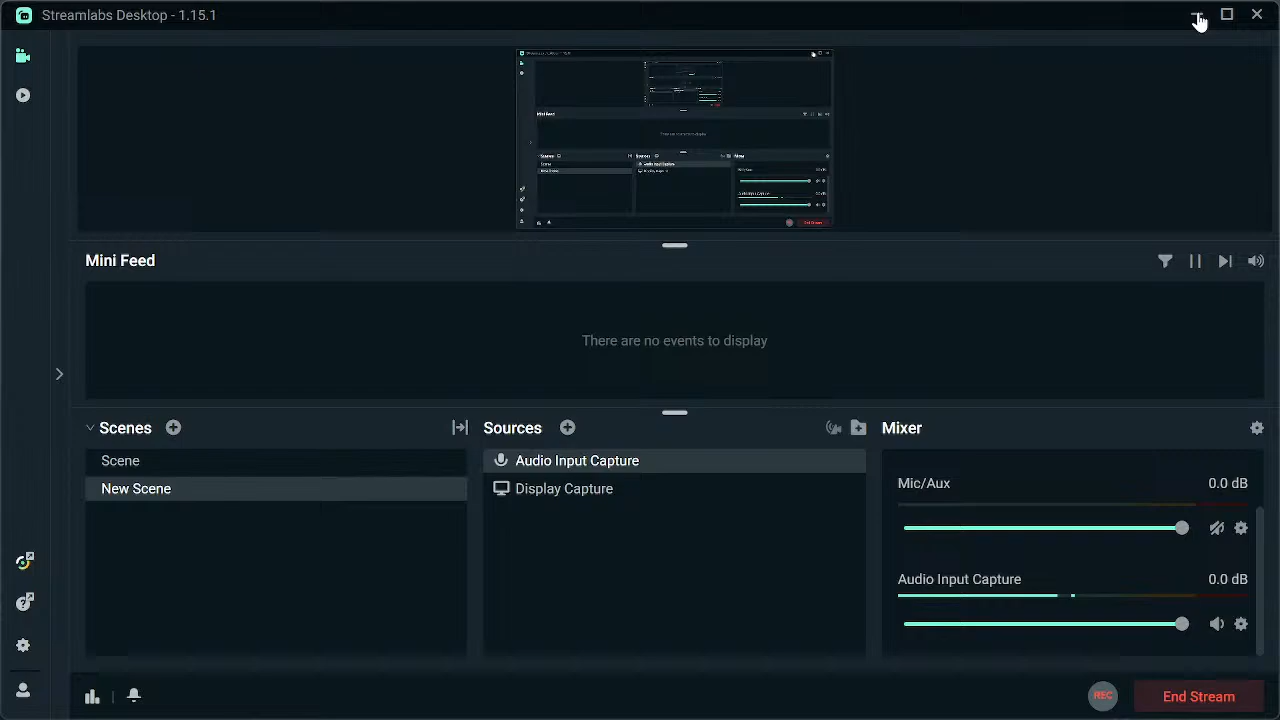 Streamlabs Desktop - 1.15.1
Mini Feed
There are no events to display
Scenes
Scene
New Scene
Sources
Audio Input Capture
Display Capture
Mixer
Mic/Aux 0.0 dB
Audio Input Capture 0.0 dB
REC
End Stream